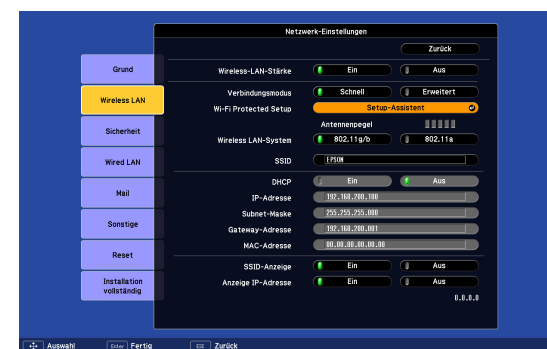 Netzwerk-Einstellungen
Zurück
Grund
Wireless LAN
Sicherheit
Wired LAN
Mail
Sonstige
Reset
Installation vollständig
Wireless-LAN-Stärke Ein Aus
Verbindungsmodus Schnell Erweitert
Wi-Fi Protected Setup Setup-Assistent
Antennenpegel
Wireless LAN-System 802.11g/b 802.11a
SSID EPSON
DHCP Ein Aus
IP-Adresse 192.168.200.100
Subnet-Maske 255.255.255.000
Gateway-Adresse 192.168.200.001
MAC-Adresse 00.00.00.00.00.00
SSID-Anzeige Ein Aus
Anzeige IP-Adresse Ein Aus
0.0.0.0
Auswahl Enter Fertig ESC Zurück